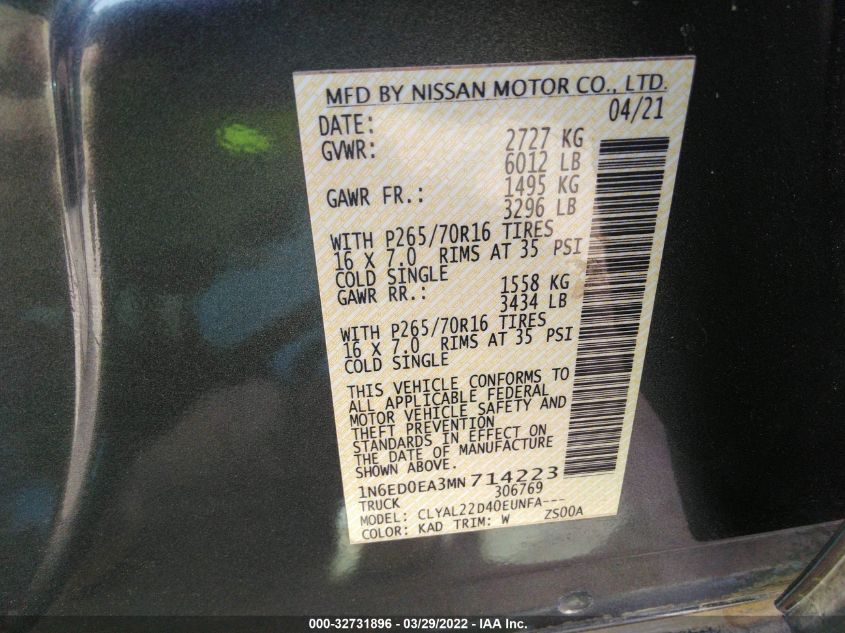 MFD BY NISSAN MOTOR CO., LTD.
DATE: 04/21
GVWR: 2727 KG
6012 LB
GAWR FR.: 1495 KG
3296 LB
WITH P265/70R16 TIRES
16 X 7.0 RIMS AT 35 PSI
COLD SINGLE
GAWR RR.: 1558 KG
3434 LB
WITH P265/70R16 TIRES
16 X 7.0 RIMS AT 35 PSI
COLD SINGLE
THIS VEHICLE CONFORMS TO
ALL APPLICABLE FEDERAL
MOTOR VEHICLE SAFETY AND
THEFT PREVENTION
STANDARDS IN EFFECT ON
THE DATE OF MANUFACTURE
SHOWN ABOVE.
1N6ED0EA3MN 714223
TRUCK 306769
MODEL: CLYAL22D40EUNFA---
COLOR: KAD TRIM: W ZS00A
000-32731896 - 03/29/2022 - IAA Inc.